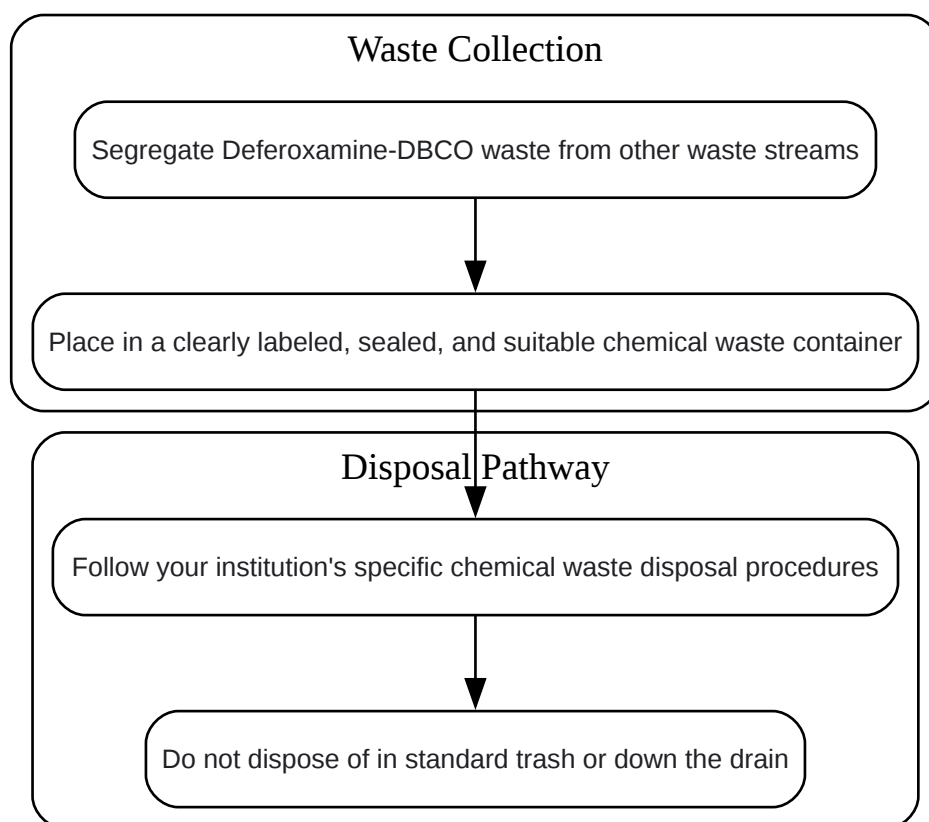 Waste Collection
Segregate Deferoxamine-DBCO waste from other waste streams
Place in a clearly labeled, sealed, and suitable chemical waste container
Disposal Pathway
Follow your institution's specific chemical waste disposal procedures
Do not dispose of in standard trash or down the drain